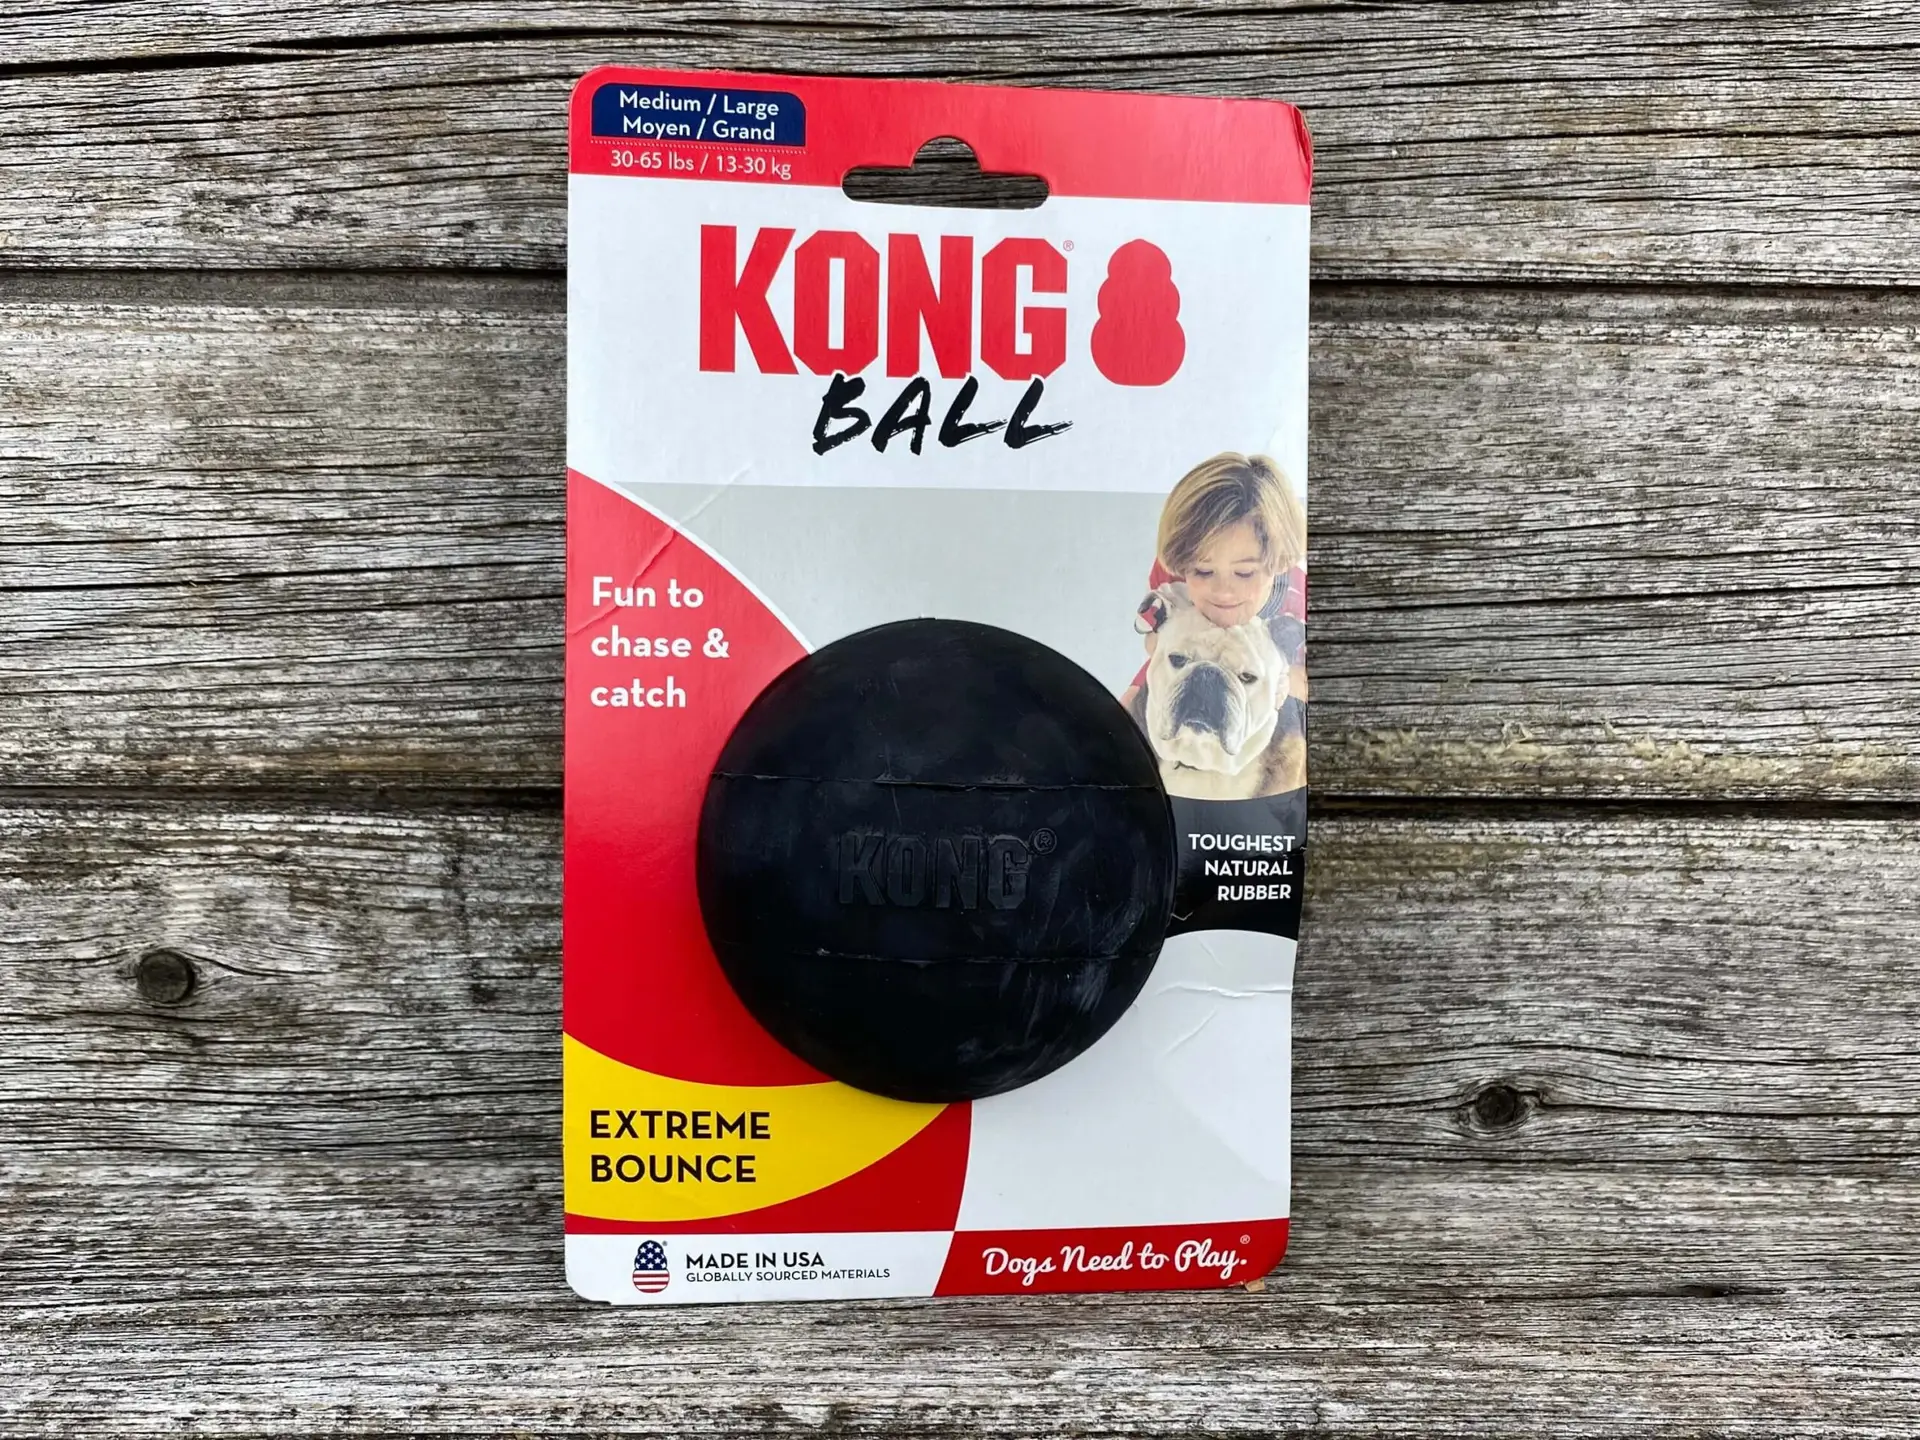 Medium / Large
Moyen / Grand
30-65 lbs / 13-30 kg
KONG®
BALL
Fun to
chase &
catch
KONG®
TOUGHEST
NATURAL
RUBBER
EXTREME
BOUNCE
MADE IN USA
GLOBALLY SOURCED MATERIALS
Dogs Need to Play.®